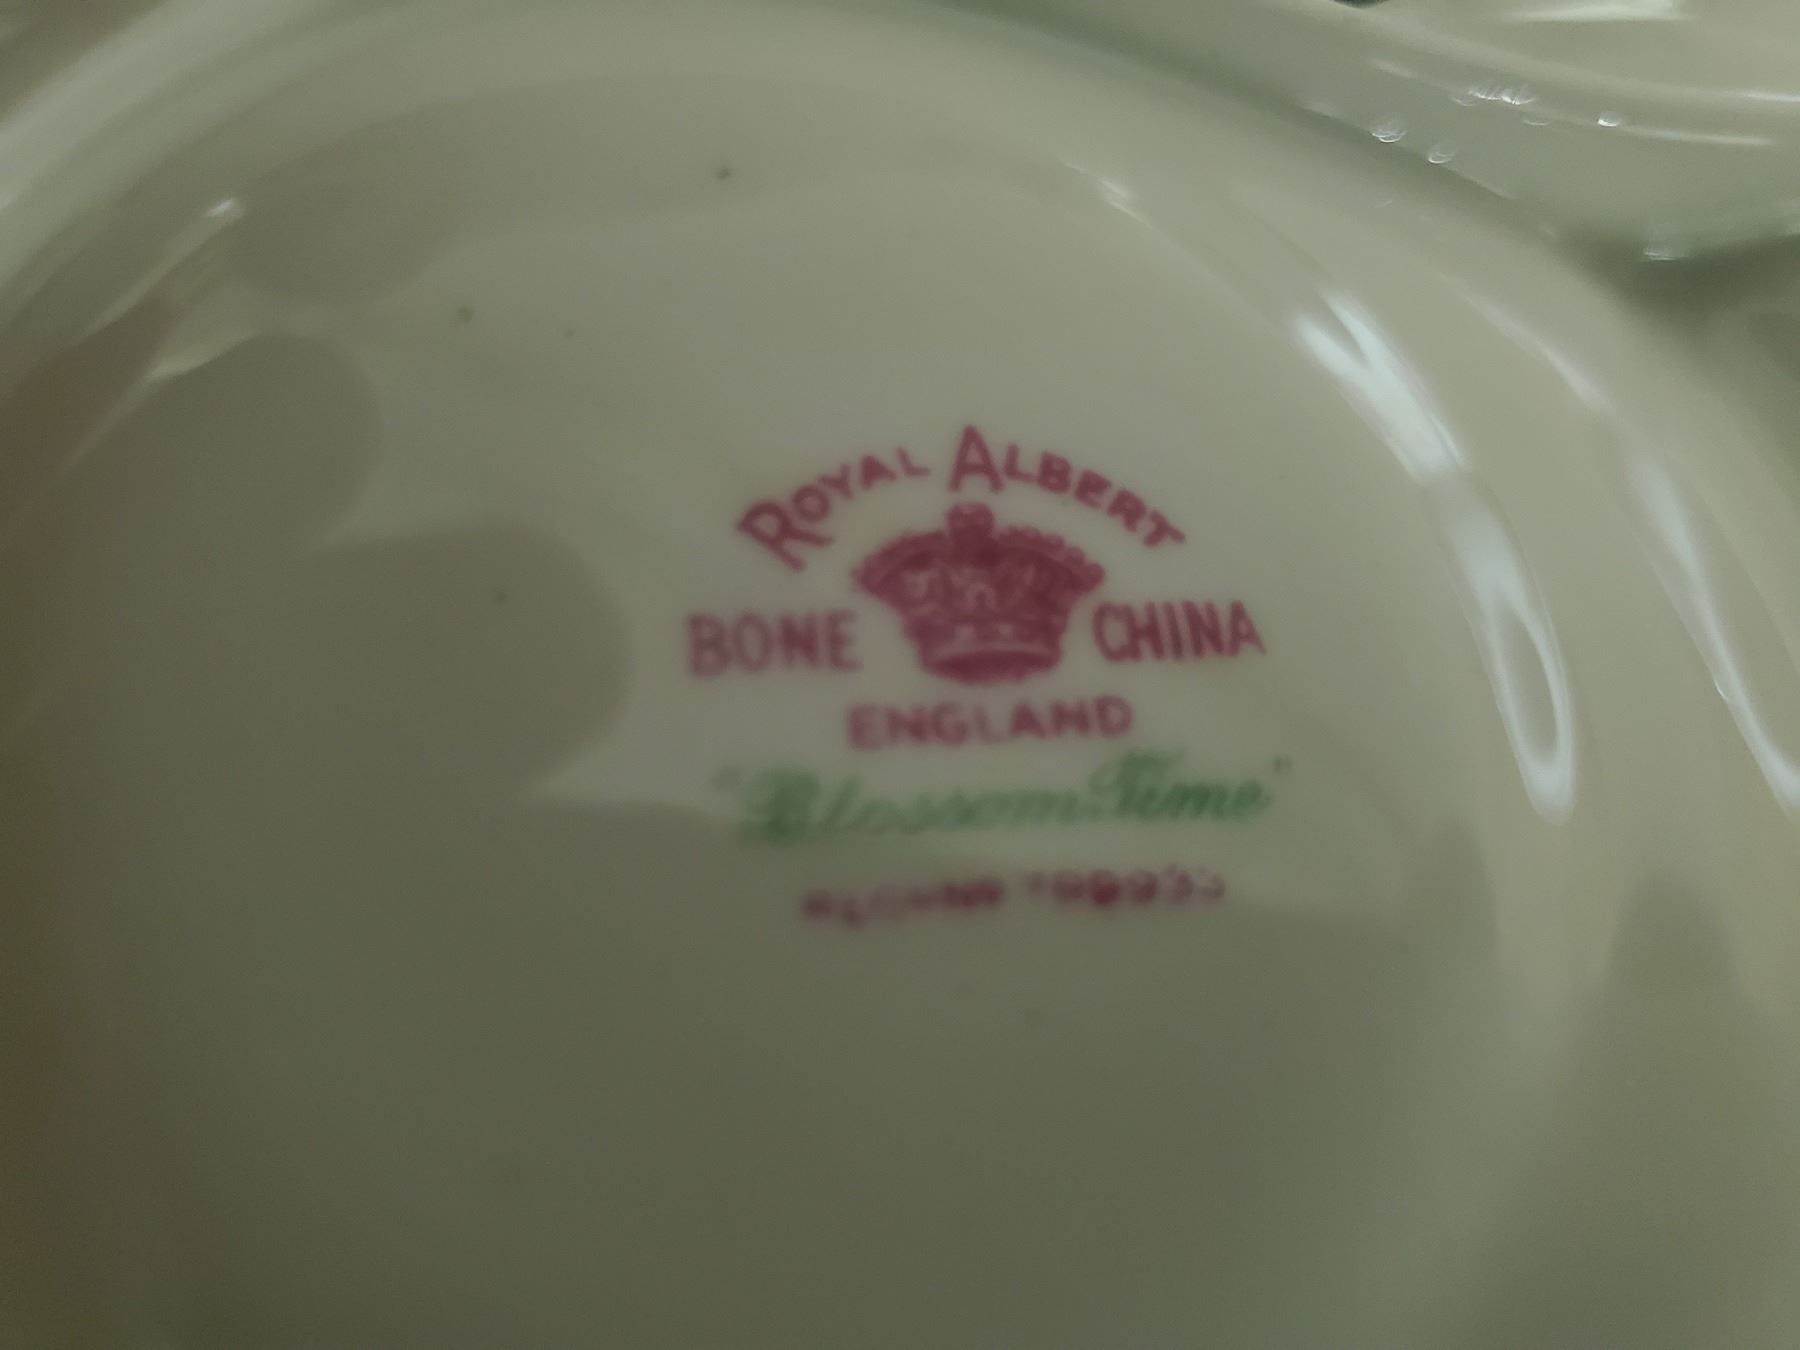 ROYAL ALBERT
BONE CHINA
ENGLAND
"Blossom Time"